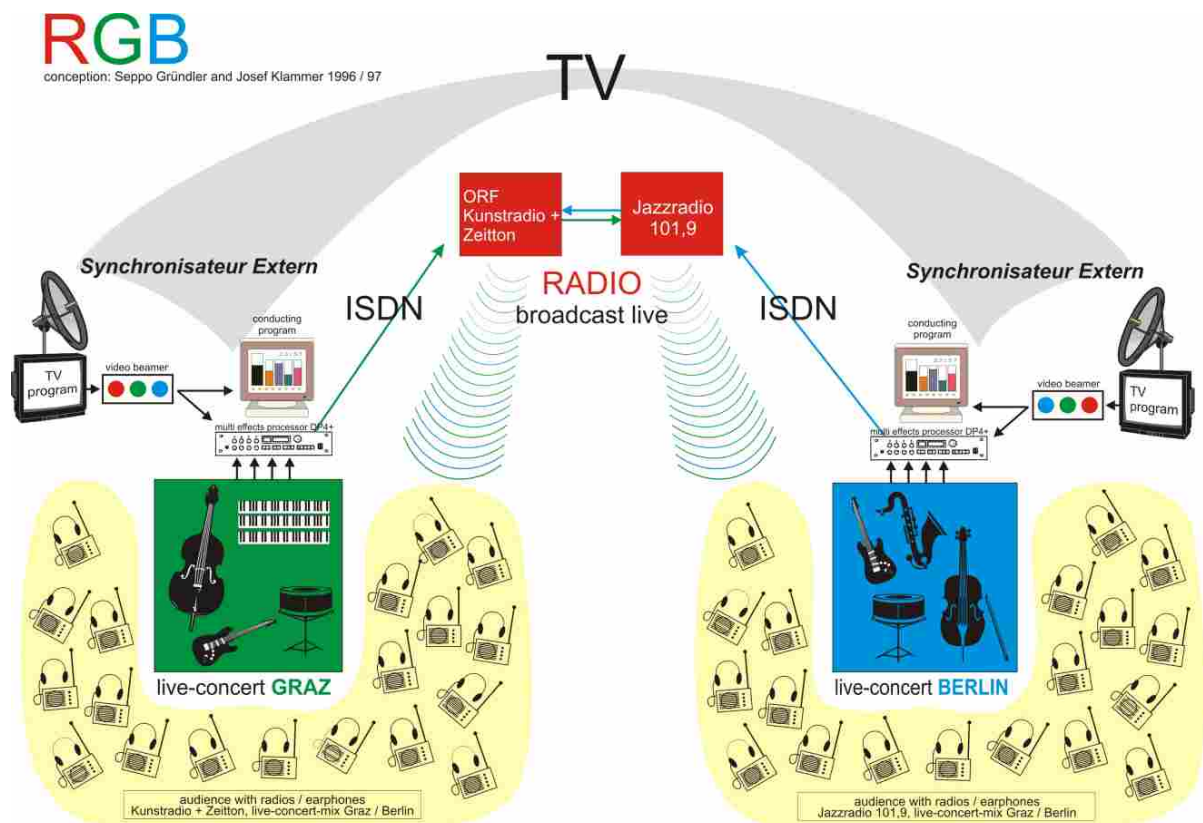 RGB
conception: Seppo Gründler and Josef Klammer 1996 / 97
TV
ORF
Kunstradio +
Zeitton
Jazzradio
101,9
Synchronisateur Extern
Synchronisateur Extern
ISDN
RADIO
broadcast live
ISDN
conducting
program
conducting
program
TV
program
video beamer
video beamer
TV
program
multi effects processor DP4+
multi effects processor DP4+
live-concert GRAZ
live-concert BERLIN
audience with radios / earphones
Kunstradio + Zeitton, live-concert-mix Graz / Berlin
audience with radios / earphones
Jazzradio 101,9, live-concert-mix Graz / Berlin